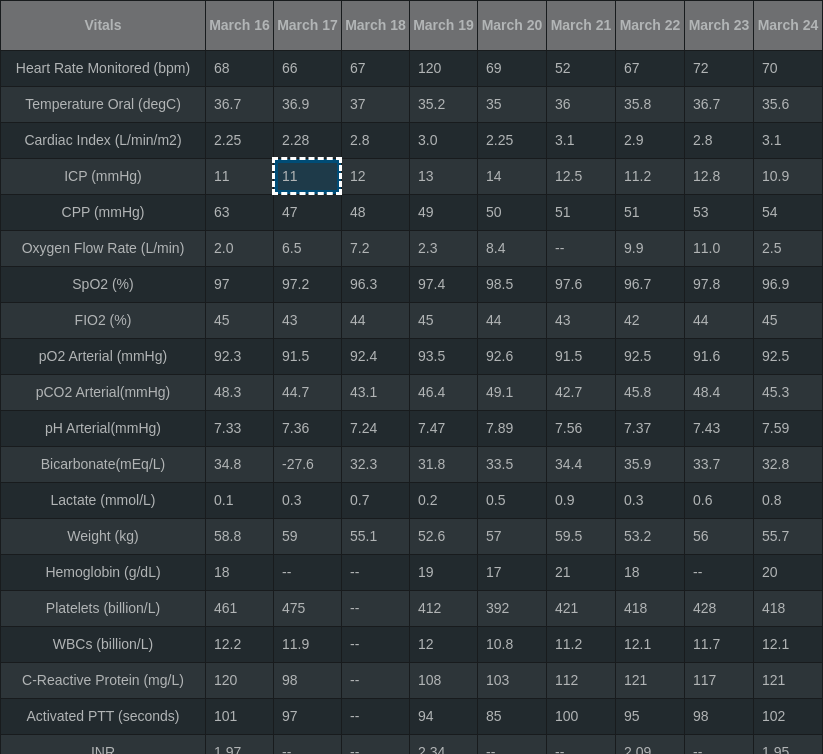 Vitals March 16 March 17 March 18 March 19 March 20 March 21 March 22 March 23 March 24
Heart Rate Monitored (bpm) 68 66 67 120 69 52 67 72 70
Temperature Oral (degC) 36.7 36.9 37 35.2 35 36 35.8 36.7 35.6
Cardiac Index (L/min/m2) 2.25 2.28 2.8 3.0 2.25 3.1 2.9 2.8 3.1
ICP (mmHg) 11 11 12 13 14 12.5 11.2 12.8 10.9
CPP (mmHg) 63 47 48 49 50 51 51 53 54
Oxygen Flow Rate (L/min) 2.0 6.5 7.2 2.3 8.4 -- 9.9 11.0 2.5
SpO2 (%) 97 97.2 96.3 97.4 98.5 97.6 96.7 97.8 96.9
FIO2 (%) 45 43 44 45 44 43 42 44 45
pO2 Arterial (mmHg) 92.3 91.5 92.4 93.5 92.6 91.5 92.5 91.6 92.5
pCO2 Arterial(mmHg) 48.3 44.7 43.1 46.4 49.1 42.7 45.8 48.4 45.3
pH Arterial(mmHg) 7.33 7.36 7.24 7.47 7.89 7.56 7.37 7.43 7.59
Bicarbonate(mEq/L) 34.8 -27.6 32.3 31.8 33.5 34.4 35.9 33.7 32.8
Lactate (mmol/L) 0.1 0.3 0.7 0.2 0.5 0.9 0.3 0.6 0.8
Weight (kg) 58.8 59 55.1 52.6 57 59.5 53.2 56 55.7
Hemoglobin (g/dL) 18 -- -- 19 17 21 18 -- 20
Platelets (billion/L) 461 475 -- 412 392 421 418 428 418
WBCs (billion/L) 12.2 11.9 -- 12 10.8 11.2 12.1 11.7 12.1
C-Reactive Protein (mg/L) 120 98 -- 108 103 112 121 117 121
Activated PTT (seconds) 101 97 -- 94 85 100 95 98 102
INR 1.97 -- -- 2.34 -- -- 2.09 -- 1.95